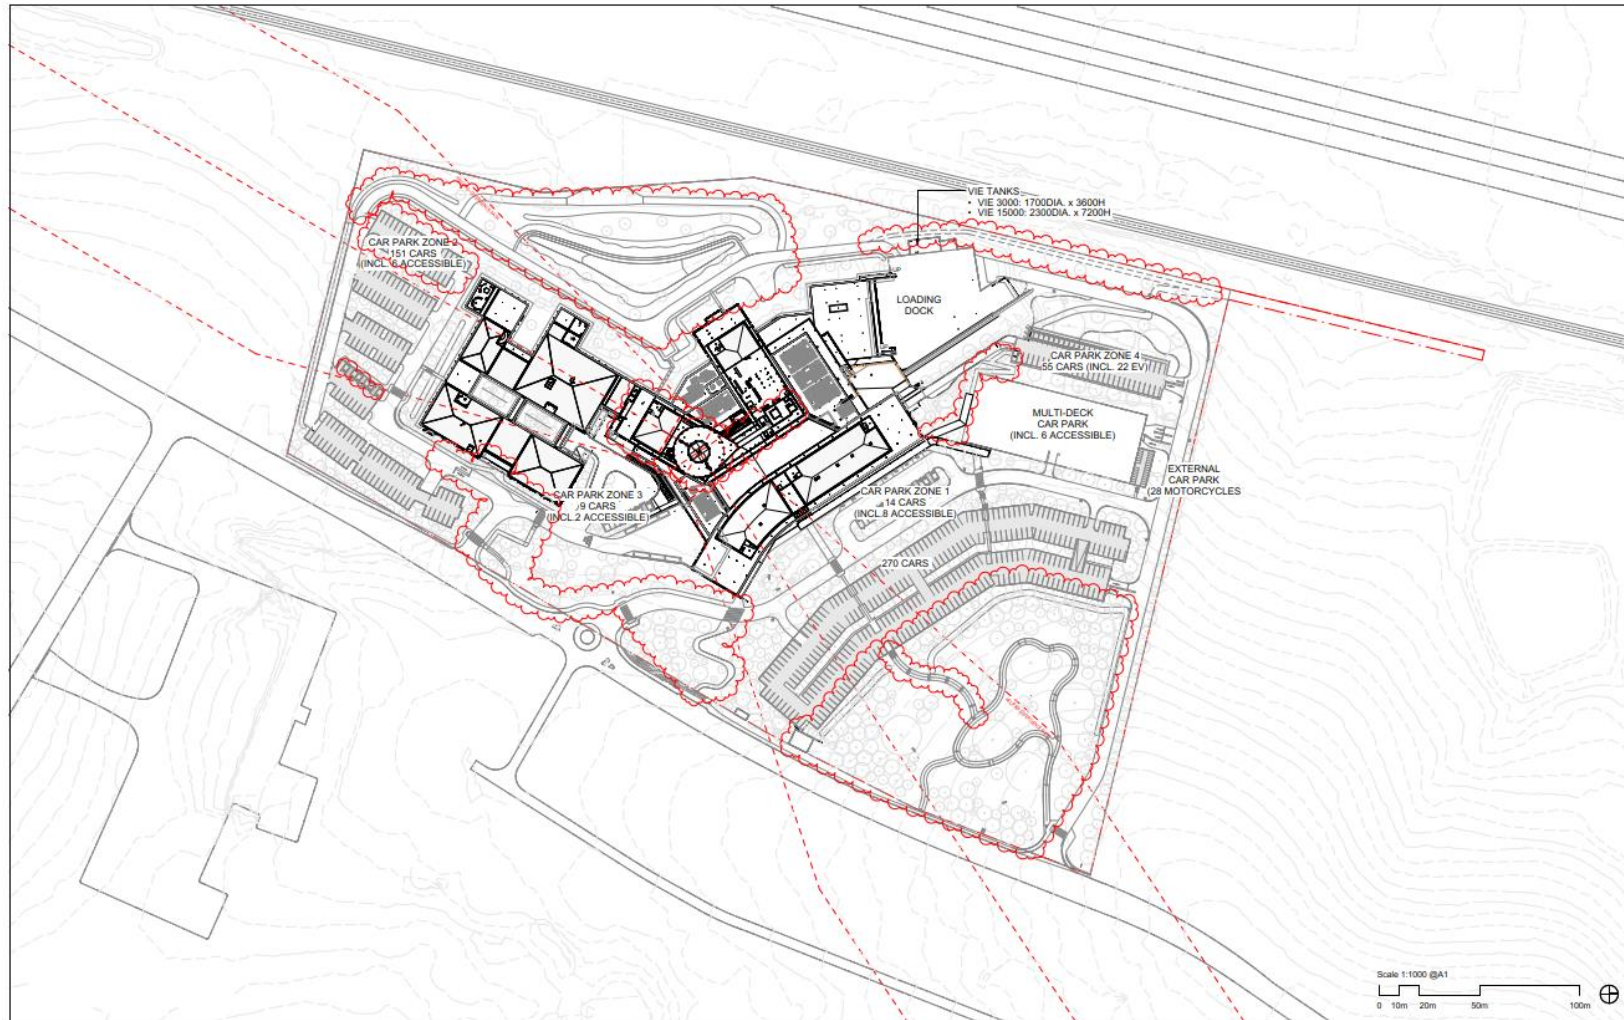 VIE TANKS
• VIE 3000: 1700DIA. x 3600H
• VIE 15000: 2300DIA. x 7200H
CAR PARK ZONE 2
151 CARS
(INCL. 6 ACCESSIBLE)
LOADING
DOCK
CAR PARK ZONE 4
55 CARS (INCL. 22 EV)
MULTI-DECK
CAR PARK
(INCL. 6 ACCESSIBLE)
EXTERNAL
CAR PARK
(28 MOTORCYCLES
CAR PARK ZONE 3
9 CARS
(INCL.2 ACCESSIBLE)
CAR PARK ZONE 1
14 CARS
(INCL.8 ACCESSIBLE)
270 CARS
Scale 1:1000 @A1
0 10m 20m 50m 100m